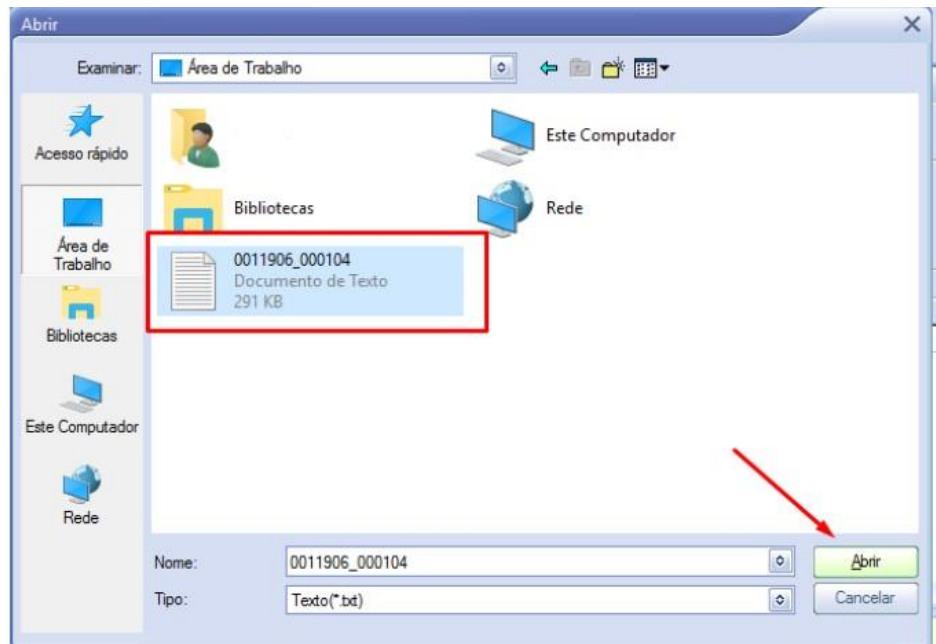 Abrir
Examinar:
Área de Trabalho
Acesso rápido
Área de
Trabalho
Bibliotecas
Este Computador
Rede
Este Computador
Bibliotecas
Rede
0011906_000104
Documento de Texto
291 KB
Nome:
0011906_000104
Abrir
Tipo:
Texto(*.txt)
Cancelar